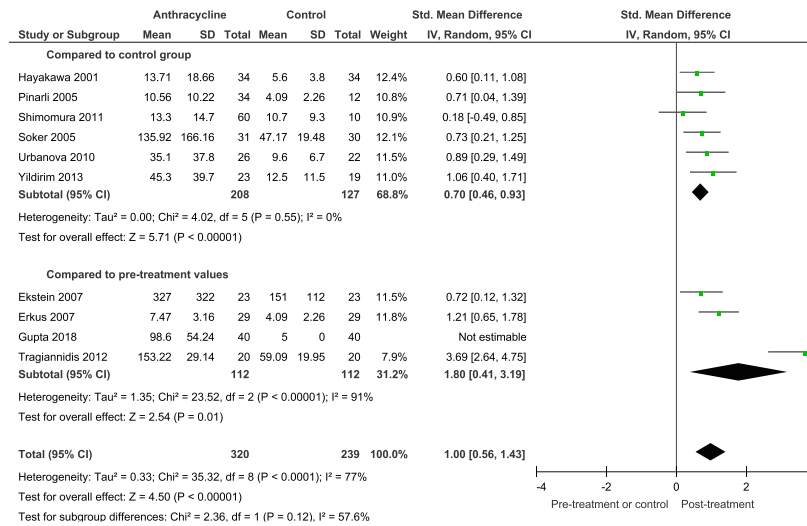 Anthracycline Control Std. Mean Difference Std. Mean Difference
Study or Subgroup Mean SD Total Mean SD Total Weight IV, Random, 95% CI IV, Random, 95% CI
Compared to control group
Hayakawa 2001 13.71 18.66 34 5.6 3.8 34 12.4% 0.60 [0.11, 1.08]
Pinarli 2005 10.56 10.22 34 4.09 2.26 12 10.8% 0.71 [0.04, 1.39]
Shimomura 2011 13.3 14.7 60 10.7 9.3 10 10.9% 0.18 [-0.49, 0.85]
Soker 2005 135.92 166.16 31 47.17 19.48 30 12.1% 0.73 [0.21, 1.25]
Urbanova 2010 35.1 37.8 26 9.6 6.7 22 11.5% 0.89 [0.29, 1.49]
Yildirim 2013 45.3 39.7 23 12.5 11.5 19 11.0% 1.06 [0.40, 1.71]
Subtotal (95% CI) 208 127 68.8% 0.70 [0.46, 0.93]
Heterogeneity: Tau² = 0.00; Chi² = 4.02, df = 5 (P = 0.55); I² = 0%
Test for overall effect: Z = 5.71 (P < 0.00001)
Compared to pre-treatment values
Ekstein 2007 327 322 23 151 112 23 11.5% 0.72 [0.12, 1.32]
Erkus 2007 7.47 3.16 29 4.09 2.26 29 11.8% 1.21 [0.65, 1.78]
Gupta 2018 98.6 54.24 40 5 0 40 Not estimable
Tragiannidis 2012 153.22 29.14 20 59.09 19.95 20 7.9% 3.69 [2.64, 4.75]
Subtotal (95% CI) 112 112 31.2% 1.80 [0.41, 3.19]
Heterogeneity: Tau² = 1.35; Chi² = 23.52, df = 2 (P < 0.00001); I² = 91%
Test for overall effect: Z = 2.54 (P = 0.01)
Total (95% CI) 320 239 100.0% 1.00 [0.56, 1.43]
Heterogeneity: Tau² = 0.33; Chi² = 35.32, df = 8 (P < 0.0001); I² = 77%
Test for overall effect: Z = 4.50 (P < 0.00001)
Test for subgroup differences: Chi² = 2.36, df = 1 (P = 0.12), I² = 57.6%
-4 -2 0 2
Pre-treatment or control Post-treatment